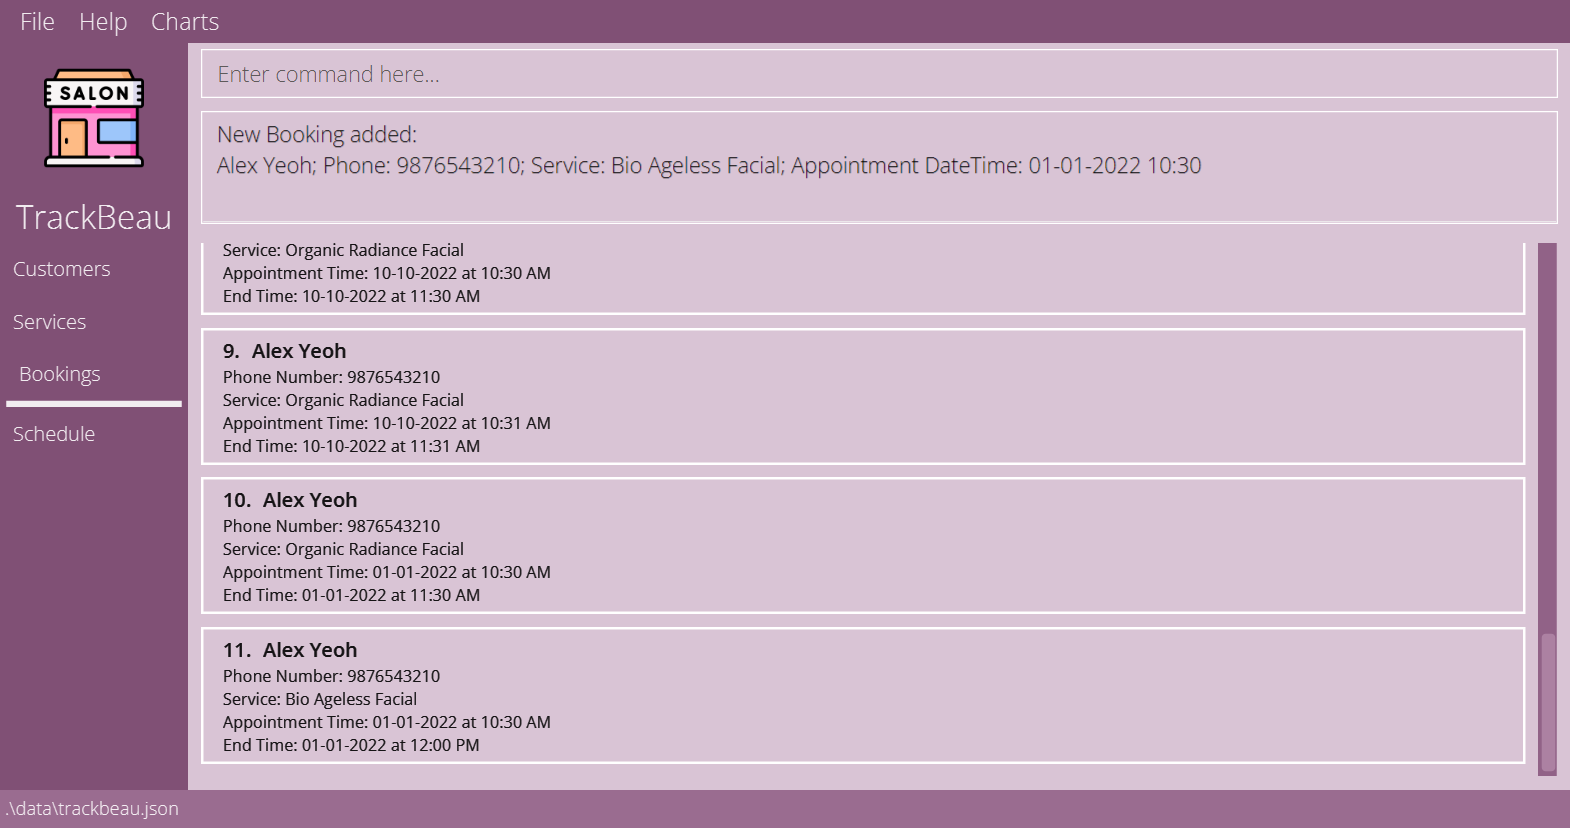 File Help Charts
SALON
TrackBeau
Customers
Services
Bookings
Schedule
Enter command here...
New Booking added:
Alex Yeoh; Phone: 9876543210; Service: Bio Ageless Facial; Appointment DateTime: 01-01-2022 10:30
Service: Organic Radiance Facial
Appointment Time: 10-10-2022 at 10:30 AM
End Time: 10-10-2022 at 11:30 AM
9. Alex Yeoh
Phone Number: 9876543210
Service: Organic Radiance Facial
Appointment Time: 10-10-2022 at 10:31 AM
End Time: 10-10-2022 at 11:31 AM
10. Alex Yeoh
Phone Number: 9876543210
Service: Organic Radiance Facial
Appointment Time: 01-01-2022 at 10:30 AM
End Time: 01-01-2022 at 11:30 AM
11. Alex Yeoh
Phone Number: 9876543210
Service: Bio Ageless Facial
Appointment Time: 01-01-2022 at 10:30 AM
End Time: 01-01-2022 at 12:00 PM
.\data\trackbeau.json